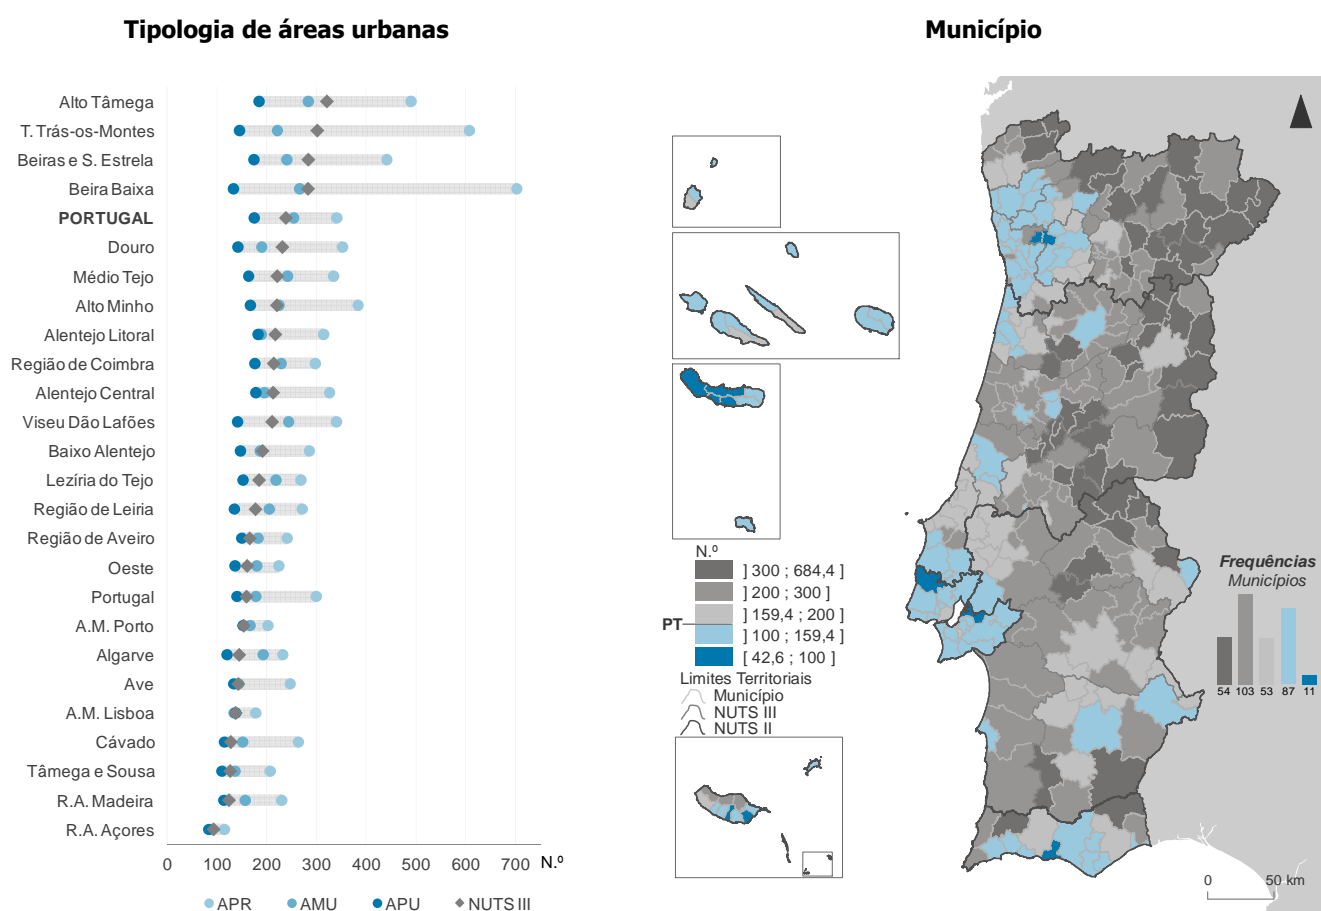 Tipologia de áreas urbanas
Alto Tâmega
T. Trás-os-Montes
Beiras e S. Estrela
Beira Baixa
PORTUGAL
Douro
Médio Tejo
Alto Minho
Alentejo Litoral
Região de Coimbra
Alentejo Central
Viseu Dão Lafões
Baixo Alentejo
Lezíria do Tejo
Região de Leiria
Região de Aveiro
Oeste
Portugal
A.M. Porto
Algarve
Ave
A.M. Lisboa
Cávado
Tâmega e Sousa
R.A. Madeira
R.A. Açores
0 100 200 300 400 500 600 700 N.º
APR AMU APU NUTS III
Município
N.º
] 300 ; 684,4 ]
] 200 ; 300 ]
] 159,4 ; 200 ]
PT
] 100 ; 159,4 ]
[ 42,6 ; 100 ]
Limites Territoriais
Município
NUTS III
NUTS II
Frequências
Municípios
54 103 53 87 11
0 50 km